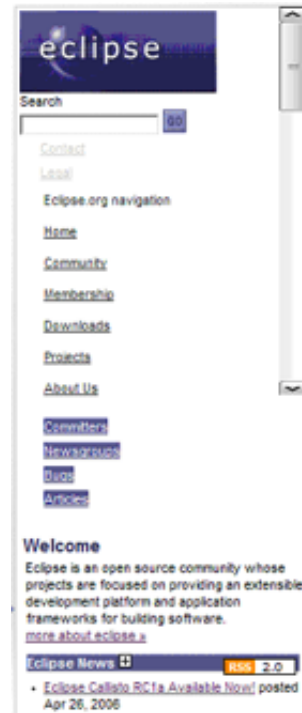 eclipse
Search
GO
Contact
Legal
Eclipse.org navigation
Home
Community
Membership
Downloads
Projects
About Us
Committers
Newsgroups
Bugs
Articles
Welcome
Eclipse is an open source community whose
projects are focused on providing an extensible
development platform and application
frameworks for building software.
more about eclipse »
Eclipse News RSS 2.0
• Eclipse Callisto RC1a Available Now! posted
Apr 26, 2006